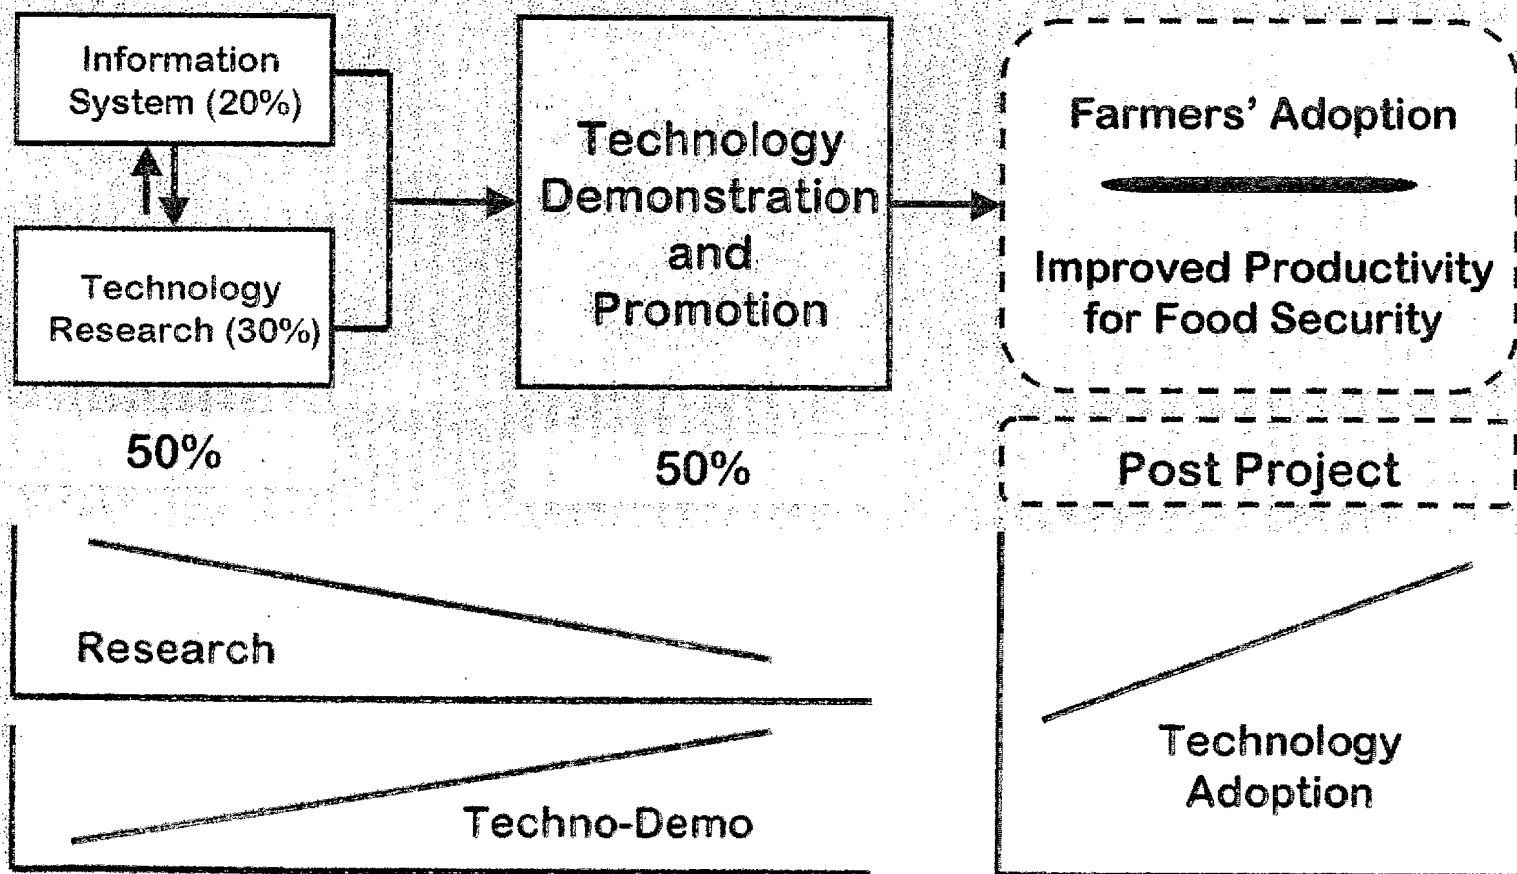 Information
System (20%)
Technology
Research (30%)
50%
Technology
Demonstration
and
Promotion
50%
Farmers' Adoption
Improved Productivity
for Food Security
Post Project
Research
Techno-Demo
Technology
Adoption